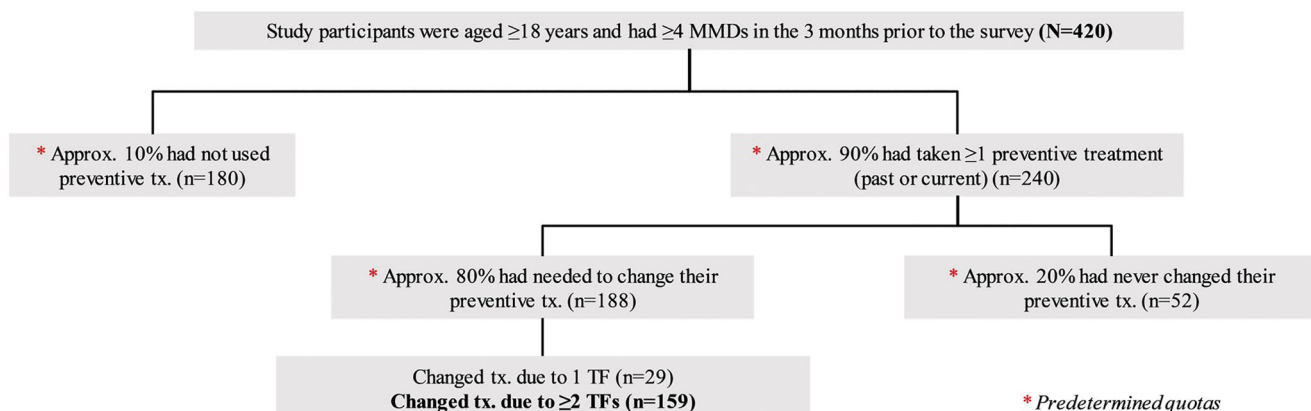 Study participants were aged ≥18 years and had ≥4 MMDs in the 3 months prior to the survey (N=420)
* Approx. 10% had not used
preventive tx. (n=180)
* Approx. 90% had taken ≥1 preventive treatment
(past or current) (n=240)
* Approx. 80% had needed to change their
preventive tx. (n=188)
* Approx. 20% had never changed their
preventive tx. (n=52)
Changed tx. due to 1 TF (n=29)
Changed tx. due to ≥2 TFs (n=159)
* Predetermined quotas